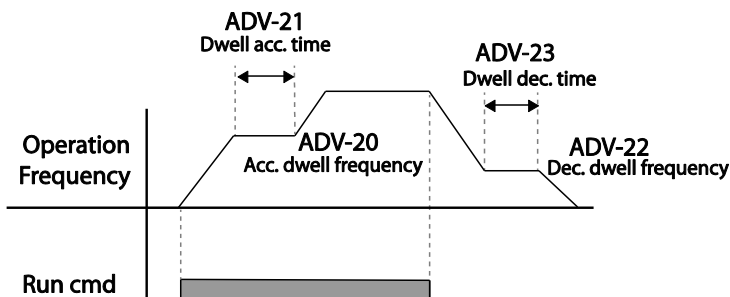 ADV-21
Dwell acc. time
ADV-23
Dwell dec. time
Operation
Frequency
ADV-20
Acc. dwell frequency
ADV-22
Dec. dwell frequency
Run cmd